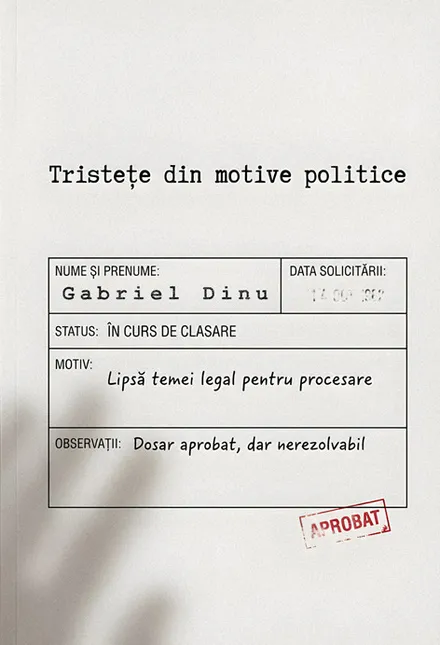 Tristețe din motive politice
NUME ȘI PRENUME:
Gabriel Dinu
DATA SOLICITĂRII:
STATUS: ÎN CURS DE CLASARE
MOTIV:
Lipsă temei legal pentru procesare
OBSERVAȚII: Dosar aprobat, dar nerezolvabil
APROBAT